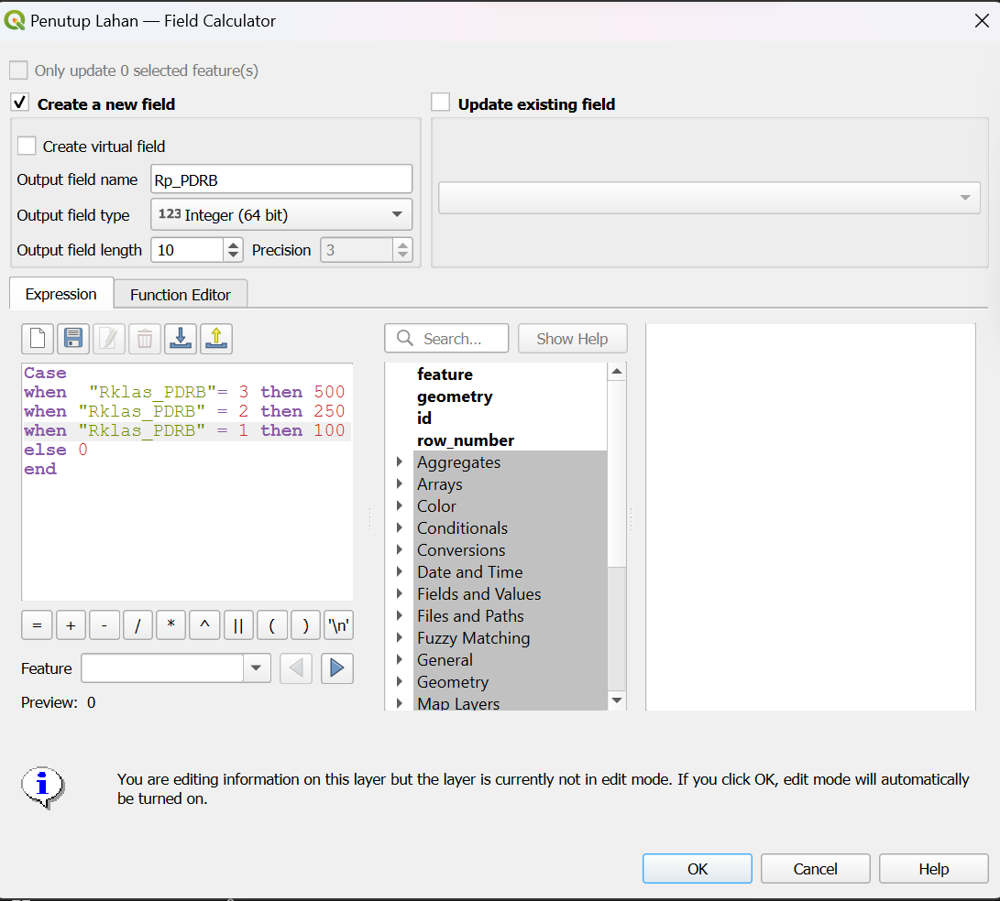 Penutup Lahan — Field Calculator
Only update 0 selected feature(s)
Create a new field
Update existing field
Create virtual field
Output field name Rp_PDRB
Output field type 123 Integer (64 bit)
Output field length 10 Precision 3
Expression Function Editor
Search... Show Help
Case
when  "Rklas_PDRB"= 3 then 500
when "Rklas_PDRB" = 2 then 250
when "Rklas_PDRB" = 1 then 100
else 0
end
feature
geometry
id
row_number
Aggregates
Arrays
Color
Conditionals
Conversions
Date and Time
Fields and Values
Files and Paths
Fuzzy Matching
General
Geometry
Map Layers
= + - / * ^ || ( ) '\n'
Feature
Preview: 0
You are editing information on this layer but the layer is currently not in edit mode. If you click OK, edit mode will automatically
be turned on.
OK Cancel Help